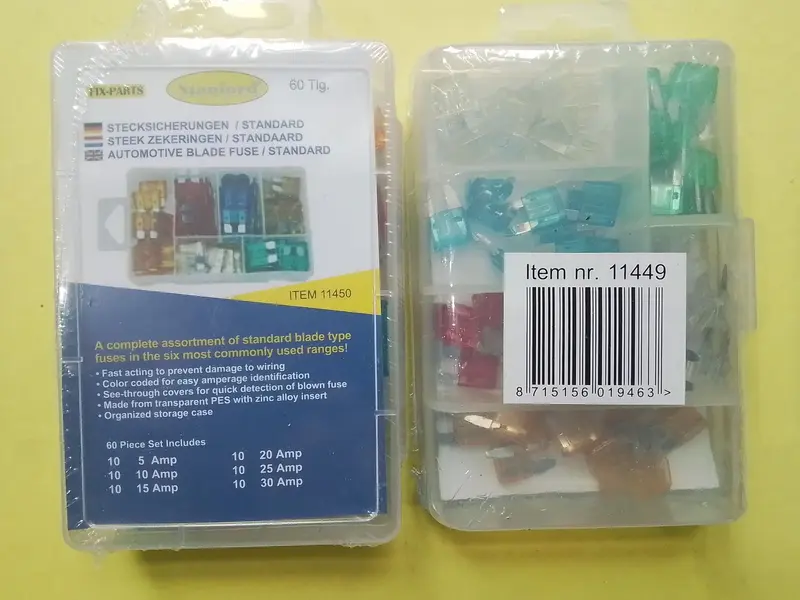 FIX-PARTS
Stanford
60 Tlg.
STECKSICHERUNGEN / STANDARD
STEEK ZEKERINGEN / STANDAARD
AUTOMOTIVE BLADE FUSE / STANDARD
ITEM 11450
A complete assortment of standard blade type
fuses in the six most commonly used ranges!
• Fast acting to prevent damage to wiring
• Color coded for easy amperage identification
• See-through covers for quick detection of blown fuse
• Made from transparent PES with zinc alloy insert
• Organized storage case
60 Piece Set Includes
10 5 Amp
10 10 Amp
10 15 Amp
10 20 Amp
10 25 Amp
10 30 Amp
Item nr. 11449
8 715156 019463 >